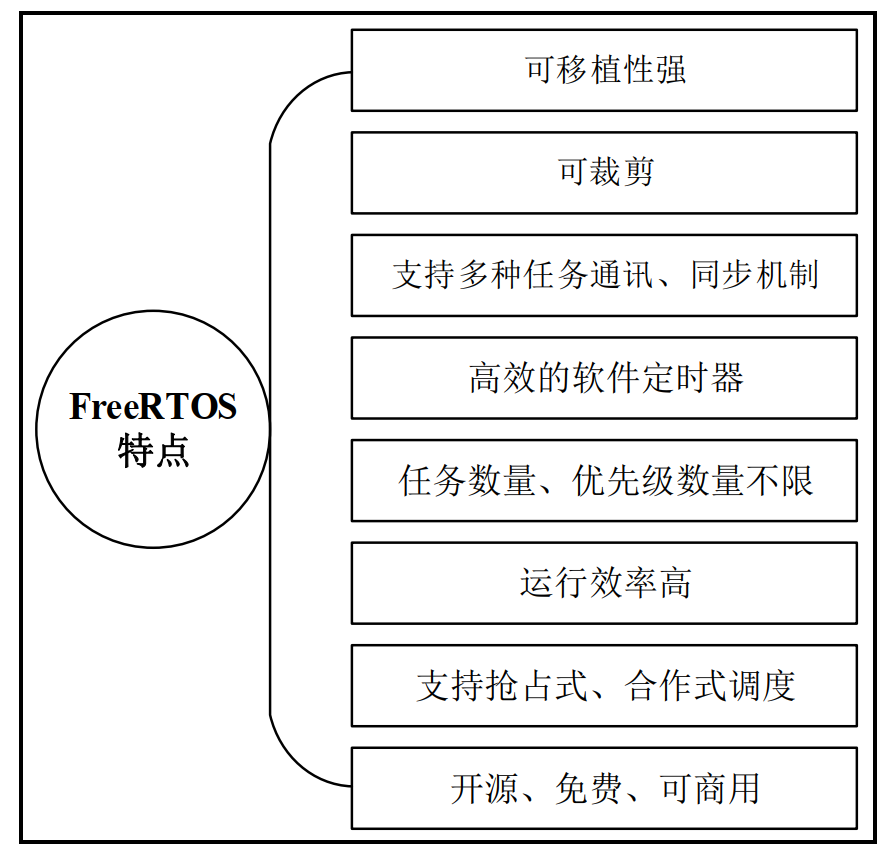 FreeRTOS
特点
可移植性强
可裁剪
支持多种任务通讯、同步机制
高效的软件定时器
任务数量、优先级数量不限
运行效率高
支持抢占式、合作式调度
开源、免费、可商用